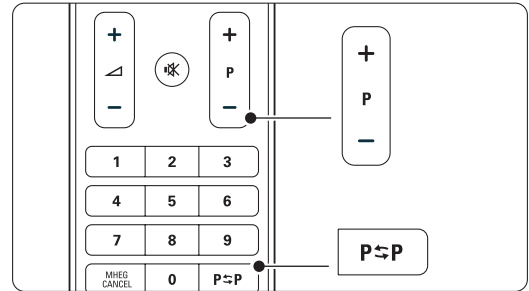 + + +
P P
− − −
1 2 3
4 5 6
7 8 9
MHEG
CANCEL 0 P⇆P P⇆P